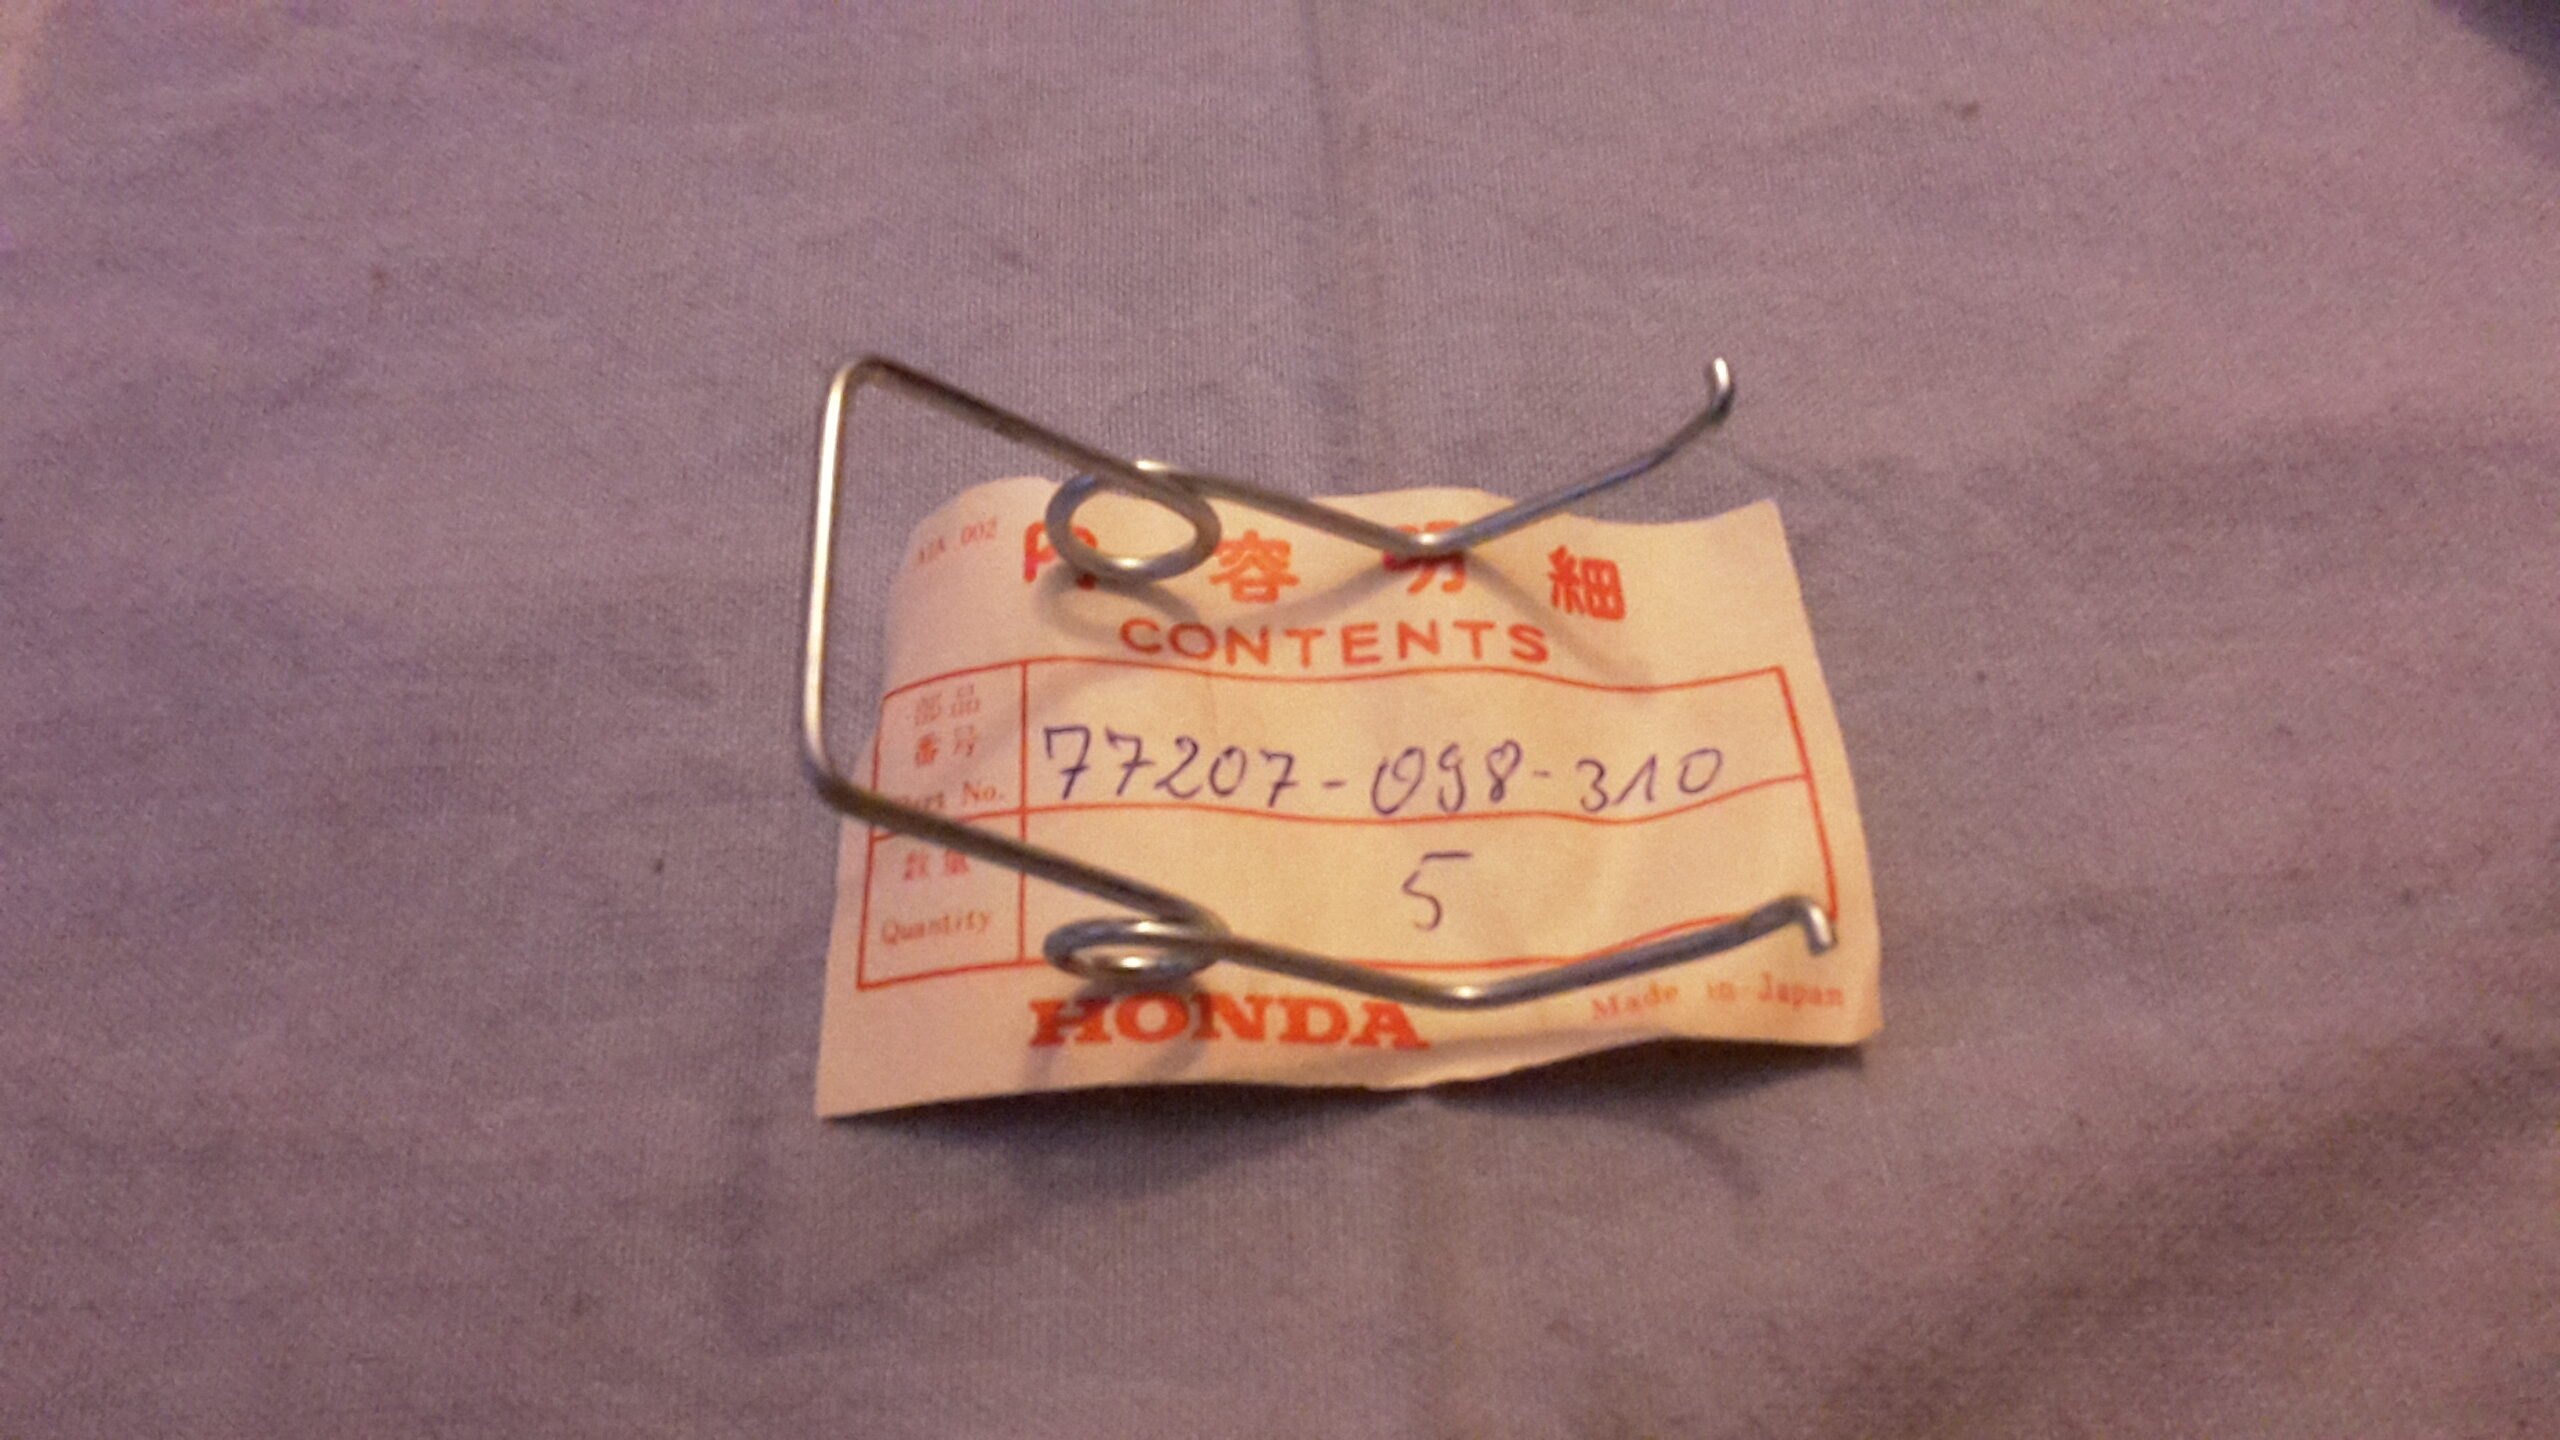 内容明細
CONTENTS
部品
番号
Part No.
77207-098-310
数量
Quantity
5
HONDA
Made in Japan